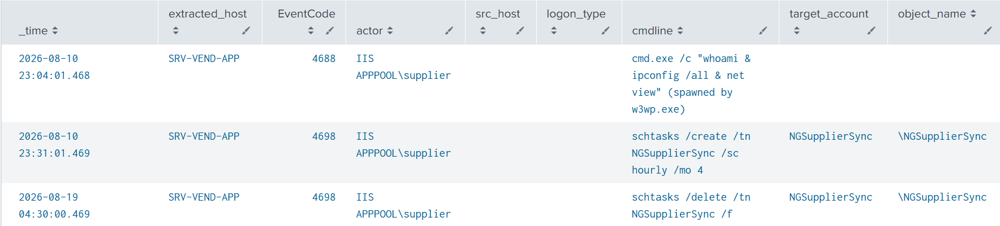 _time extracted_host EventCode actor src_host logon_type cmdline target_account object_name
2026-08-10 SRV-VEND-APP 4688 IIS cmd.exe /c "whoami &
23:04:01.468 APPPOOL\supplier ipconfig /all & net
view" (spawned by
w3wp.exe)
2026-08-10 SRV-VEND-APP 4698 IIS schtasks /create /tn NGSupplierSync \NGSupplierSync
23:31:01.469 APPPOOL\supplier NGSupplierSync /sc
hourly /mo 4
2026-08-19 SRV-VEND-APP 4698 IIS schtasks /delete /tn NGSupplierSync \NGSupplierSync
04:30:00.469 APPPOOL\supplier NGSupplierSync /f